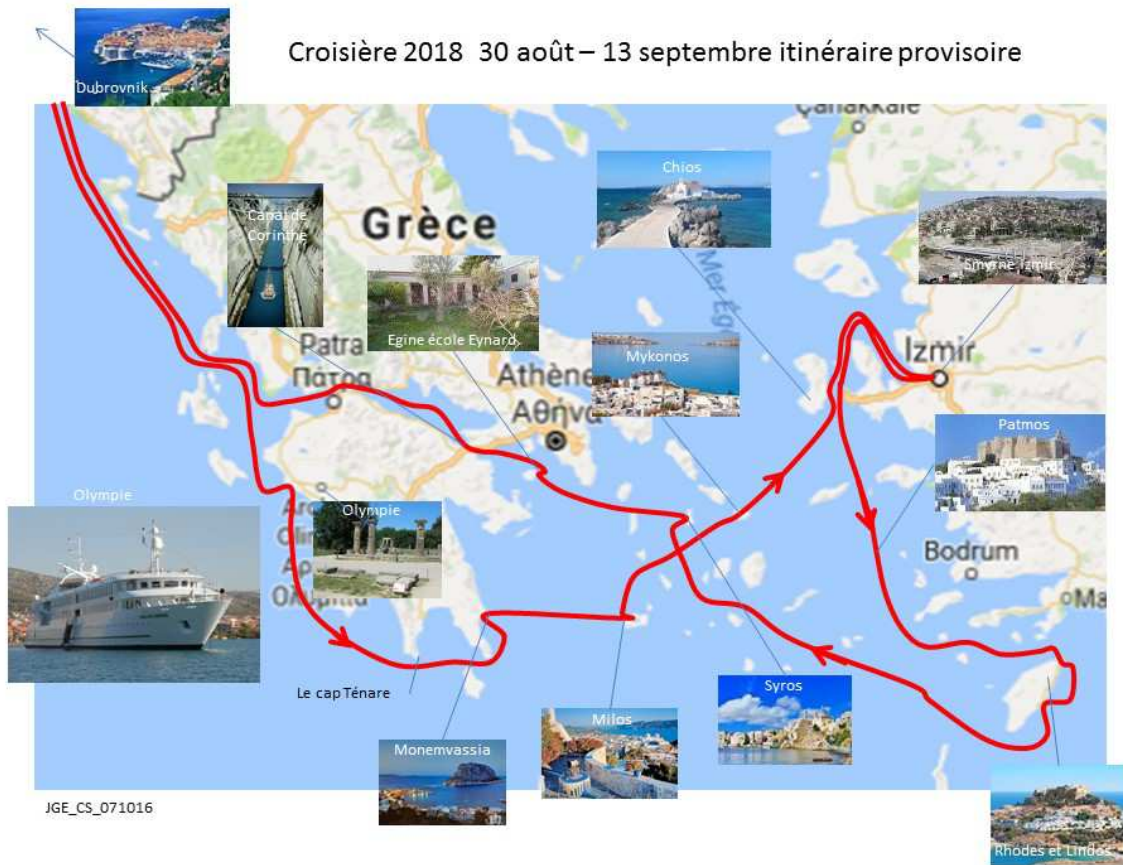 Croisière 2018 30 août – 13 septembre itinéraire provisoire
Dubrovnik
Çanakkale
Chios
Canal de
Corinthe
Grèce
Mer Ég
Smyrne Izmir
Egine école Eynard
Patra
Πάτρα
Mykonos
Athène
Αθήνα
Izmir
Patmos
Olympie
Olympie
Bodrum
Ma
Le cap Ténare
Syros
Milos
Monemvassia
JGE_CS_071016
Rhodes et Lindos